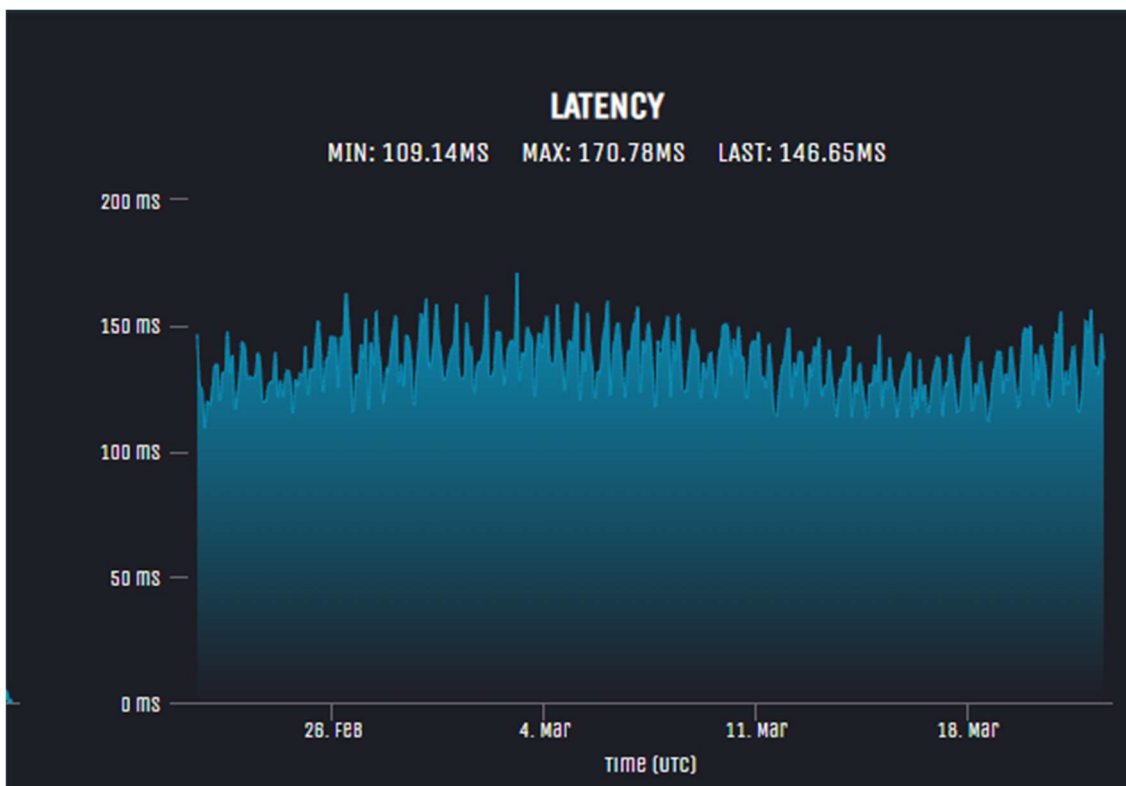 LATENCY
MIN: 109.14MS MAX: 170.78MS LAST: 146.65MS
200 ms
150 ms
100 ms
50 ms
0 ms
26. Feb 4. Mar 11. Mar 18. Mar
Time (UTC)